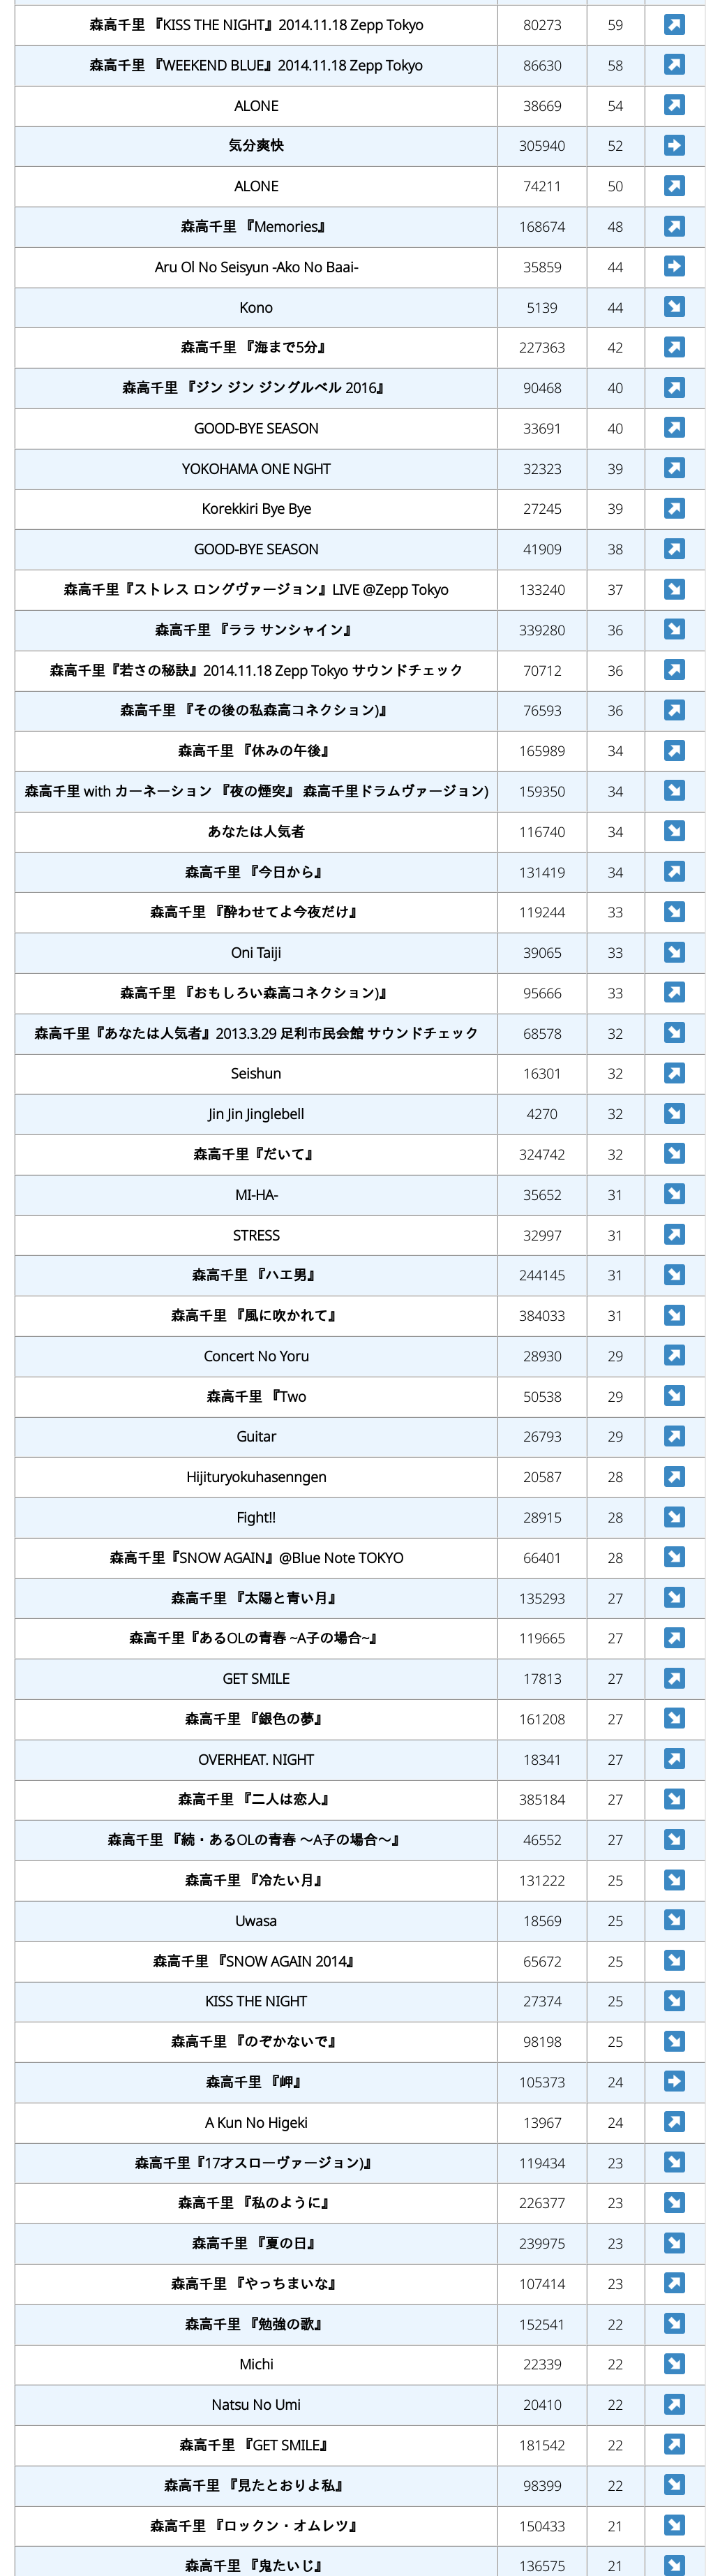 森高千里 『KISS THE NIGHT』2014.11.18 Zepp Tokyo 80273 59
森高千里 『WEEKEND BLUE』2014.11.18 Zepp Tokyo 86630 58
ALONE 38669 54
気分爽快 305940 52
ALONE 74211 50
森高千里 『Memories』 168674 48
Aru Ol No Seisyun -Ako No Baai- 35859 44
Kono 5139 44
森高千里 『海まで5分』 227363 42
森高千里 『ジン ジン ジングルベル 2016』 90468 40
GOOD-BYE SEASON 33691 40
YOKOHAMA ONE NGHT 32323 39
Korekkiri Bye Bye 27245 39
GOOD-BYE SEASON 41909 38
森高千里『ストレス ロングヴァージョン』LIVE @Zepp Tokyo 133240 37
森高千里 『ララ サンシャイン』 339280 36
森高千里『若さの秘訣』2014.11.18 Zepp Tokyo サウンドチェック 70712 36
森高千里 『その後の私森高コネクション)』 76593 36
森高千里 『休みの午後』 165989 34
森高千里 with カーネーション 『夜の煙突』 森高千里ドラムヴァージョン) 159350 34
あなたは人気者 116740 34
森高千里 『今日から』 131419 34
森高千里 『酔わせてよ今夜だけ』 119244 33
Oni Taiji 39065 33
森高千里 『おもしろい森高コネクション)』 95666 33
森高千里『あなたは人気者』2013.3.29 足利市民会館 サウンドチェック 68578 32
Seishun 16301 32
Jin Jin Jinglebell 4270 32
森高千里『だいて』 324742 32
MI-HA- 35652 31
STRESS 32997 31
森高千里 『ハエ男』 244145 31
森高千里 『風に吹かれて』 384033 31
Concert No Yoru 28930 29
森高千里 『Two 50538 29
Guitar 26793 29
Hijituryokuhasenngen 20587 28
Fight!! 28915 28
森高千里『SNOW AGAIN』@Blue Note TOKYO 66401 28
森高千里 『太陽と青い月』 135293 27
森高千里『あるOLの青春 ~A子の場合~』 119665 27
GET SMILE 17813 27
森高千里 『銀色の夢』 161208 27
OVERHEAT. NIGHT 18341 27
森高千里 『二人は恋人』 385184 27
森高千里 『続・あるOLの青春 ～A子の場合～』 46552 27
森高千里 『冷たい月』 131222 25
Uwasa 18569 25
森高千里 『SNOW AGAIN 2014』 65672 25
KISS THE NIGHT 27374 25
森高千里 『のぞかないで』 98198 25
森高千里 『岬』 105373 24
A Kun No Higeki 13967 24
森高千里『17才スローヴァージョン)』 119434 23
森高千里 『私のように』 226377 23
森高千里 『夏の日』 239975 23
森高千里 『やっちまいな』 107414 23
森高千里 『勉強の歌』 152541 22
Michi 22339 22
Natsu No Umi 20410 22
森高千里 『GET SMILE』 181542 22
森高千里 『見たとおりよ私』 98399 22
森高千里 『ロックン・オムレツ』 150433 21
森高千里 『鬼たいじ』 136575 21